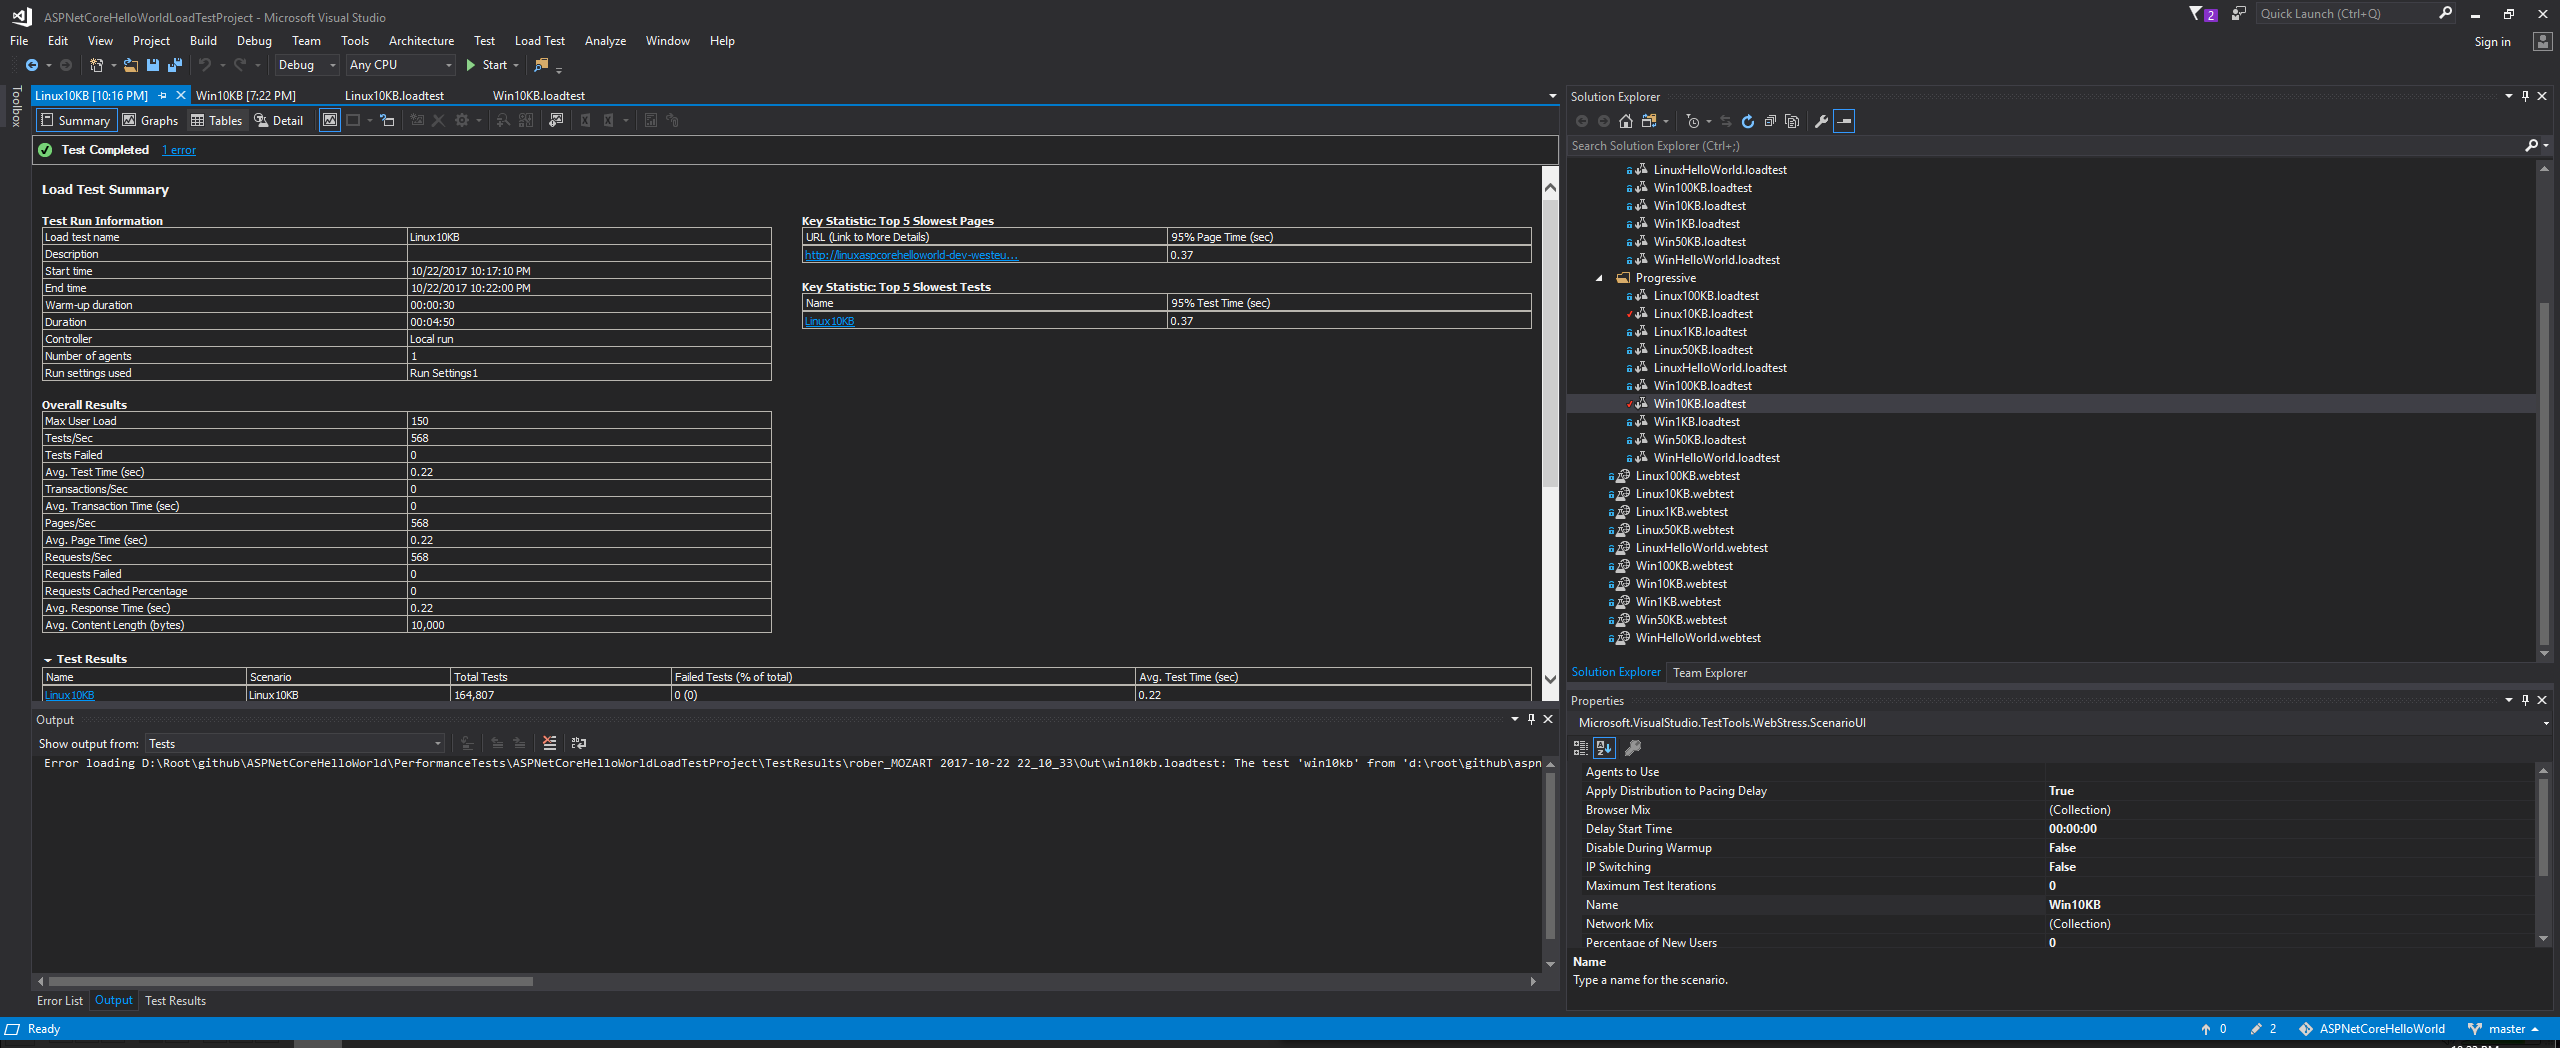 ASPNetCoreHelloWorldLoadTestProject - Microsoft Visual Studio
2
Quick Launch (Ctrl+Q)
File Edit View Project Build Debug Team Tools Architecture Test Load Test Analyze Window Help
Sign in
Debug Any CPU Start
Toolbox
Linux10KB [10:16 PM] Win10KB [7:22 PM] Linux10KB.loadtest Win10KB.loadtest
Summary Graphs Tables Detail
Test Completed 1 error
Load Test Summary
Test Run Information
Load test name Linux10KB
Description
Start time 10/22/2017 10:17:10 PM
End time 10/22/2017 10:22:00 PM
Warm-up duration 00:00:30
Duration 00:04:50
Controller Local run
Number of agents 1
Run settings used Run Settings1
Key Statistic: Top 5 Slowest Pages
URL (Link to More Details) 95% Page Time (sec)
http://linuxaspcorehelloworld-dev-westeu... 0.37
Key Statistic: Top 5 Slowest Tests
Name 95% Test Time (sec)
Linux10KB 0.37
Overall Results
Max User Load 150
Tests/Sec 568
Tests Failed 0
Avg. Test Time (sec) 0.22
Transactions/Sec 0
Avg. Transaction Time (sec) 0
Pages/Sec 568
Avg. Page Time (sec) 0.22
Requests/Sec 568
Requests Failed 0
Requests Cached Percentage 0
Avg. Response Time (sec) 0.22
Avg. Content Length (bytes) 10,000
Test Results
Name Scenario Total Tests Failed Tests (% of total) Avg. Test Time (sec)
Linux10KB Linux10KB 164,807 0 (0) 0.22
Output
Show output from: Tests
Error loading D:\Root\github\ASPNetCoreHelloWorld\PerformanceTests\ASPNetCoreHelloWorldLoadTestProject\TestResults\rober_MOZART 2017-10-22 22_10_33\Out\win10kb.loadtest: The test 'win10kb' from 'd:\root\github\aspn
Error List Output Test Results
Solution Explorer
Search Solution Explorer (Ctrl+;)
LinuxHelloWorld.loadtest
Win100KB.loadtest
Win10KB.loadtest
Win1KB.loadtest
Win50KB.loadtest
WinHelloWorld.loadtest
Progressive
Linux100KB.loadtest
Linux10KB.loadtest
Linux1KB.loadtest
Linux50KB.loadtest
LinuxHelloWorld.loadtest
Win100KB.loadtest
Win10KB.loadtest
Win1KB.loadtest
Win50KB.loadtest
WinHelloWorld.loadtest
Linux100KB.webtest
Linux10KB.webtest
Linux1KB.webtest
Linux50KB.webtest
LinuxHelloWorld.webtest
Win100KB.webtest
Win10KB.webtest
Win1KB.webtest
Win50KB.webtest
WinHelloWorld.webtest
Solution Explorer Team Explorer
Properties
Microsoft.VisualStudio.TestTools.WebStress.ScenarioUI
Agents to Use
Apply Distribution to Pacing Delay True
Browser Mix (Collection)
Delay Start Time 00:00:00
Disable During Warmup False
IP Switching False
Maximum Test Iterations 0
Name Win10KB
Network Mix (Collection)
Percentage of New Users 0
Name
Type a name for the scenario.
Ready
0 2 ASPNetCoreHelloWorld master